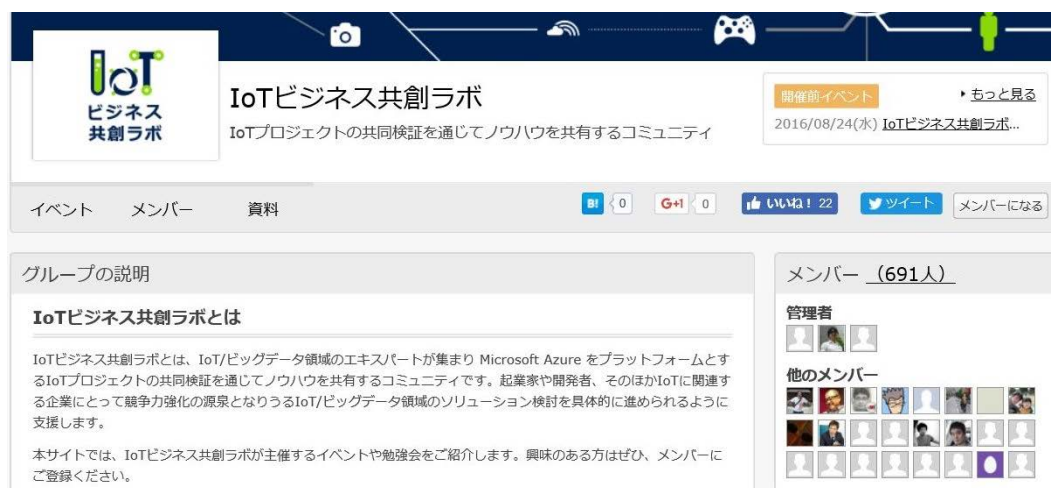 IoT
ビジネス
共創ラボ
IoTビジネス共創ラボ
IoTプロジェクトの共同検証を通じてノウハウを共有するコミュニティ
開催前イベント
もっと見る
2016/08/24(水) IoTビジネス共創ラボ...
イベント メンバー 資料
B! 0 G+1 0 いいね! 22 ツイート メンバーになる
グループの説明
IoTビジネス共創ラボとは
IoTビジネス共創ラボとは、IoT/ビッグデータ領域のエキスパートが集まり Microsoft Azure をプラットフォームとす
るIoTプロジェクトの共同検証を通じてノウハウを共有するコミュニティです。起業家や開発者、そのほかIoTに関連す
る企業にとって競争力強化の源泉となりうるIoT/ビッグデータ領域のソリューション検討を具体的に進められるように
支援します。
本サイトでは、IoTビジネス共創ラボが主催するイベントや勉強会をご紹介します。興味のある方はぜひ、メンバーに
ご登録ください。
メンバー (691人)
管理者
他のメンバー